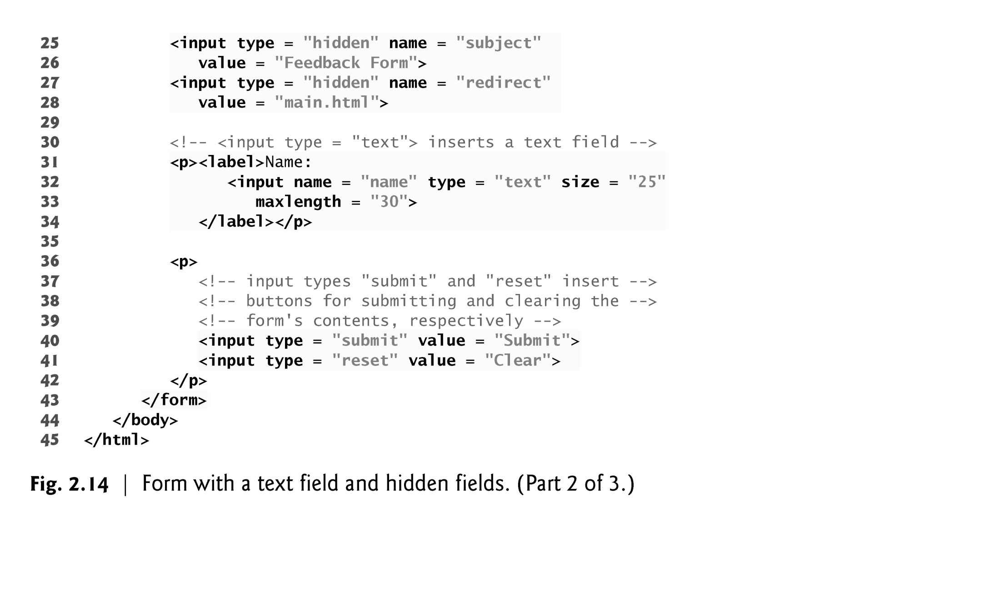 25 <input type = "hidden" name = "subject"
26 value = "Feedback Form">
27 <input type = "hidden" name = "redirect"
28 value = "main.html">
29
30 <!-- <input type = "text"> inserts a text field -->
31 <p><label>Name:
32 <input name = "name" type = "text" size = "25"
33 maxlength = "30">
34 </label></p>
35
36 <p>
37 <!-- input types "submit" and "reset" insert -->
38 <!-- buttons for submitting and clearing the -->
39 <!-- form's contents, respectively -->
40 <input type = "submit" value = "Submit">
41 <input type = "reset" value = "Clear">
42 </p>
43 </form>
44 </body>
45 </html>
Fig. 2.14 | Form with a text field and hidden fields. (Part 2 of 3.)